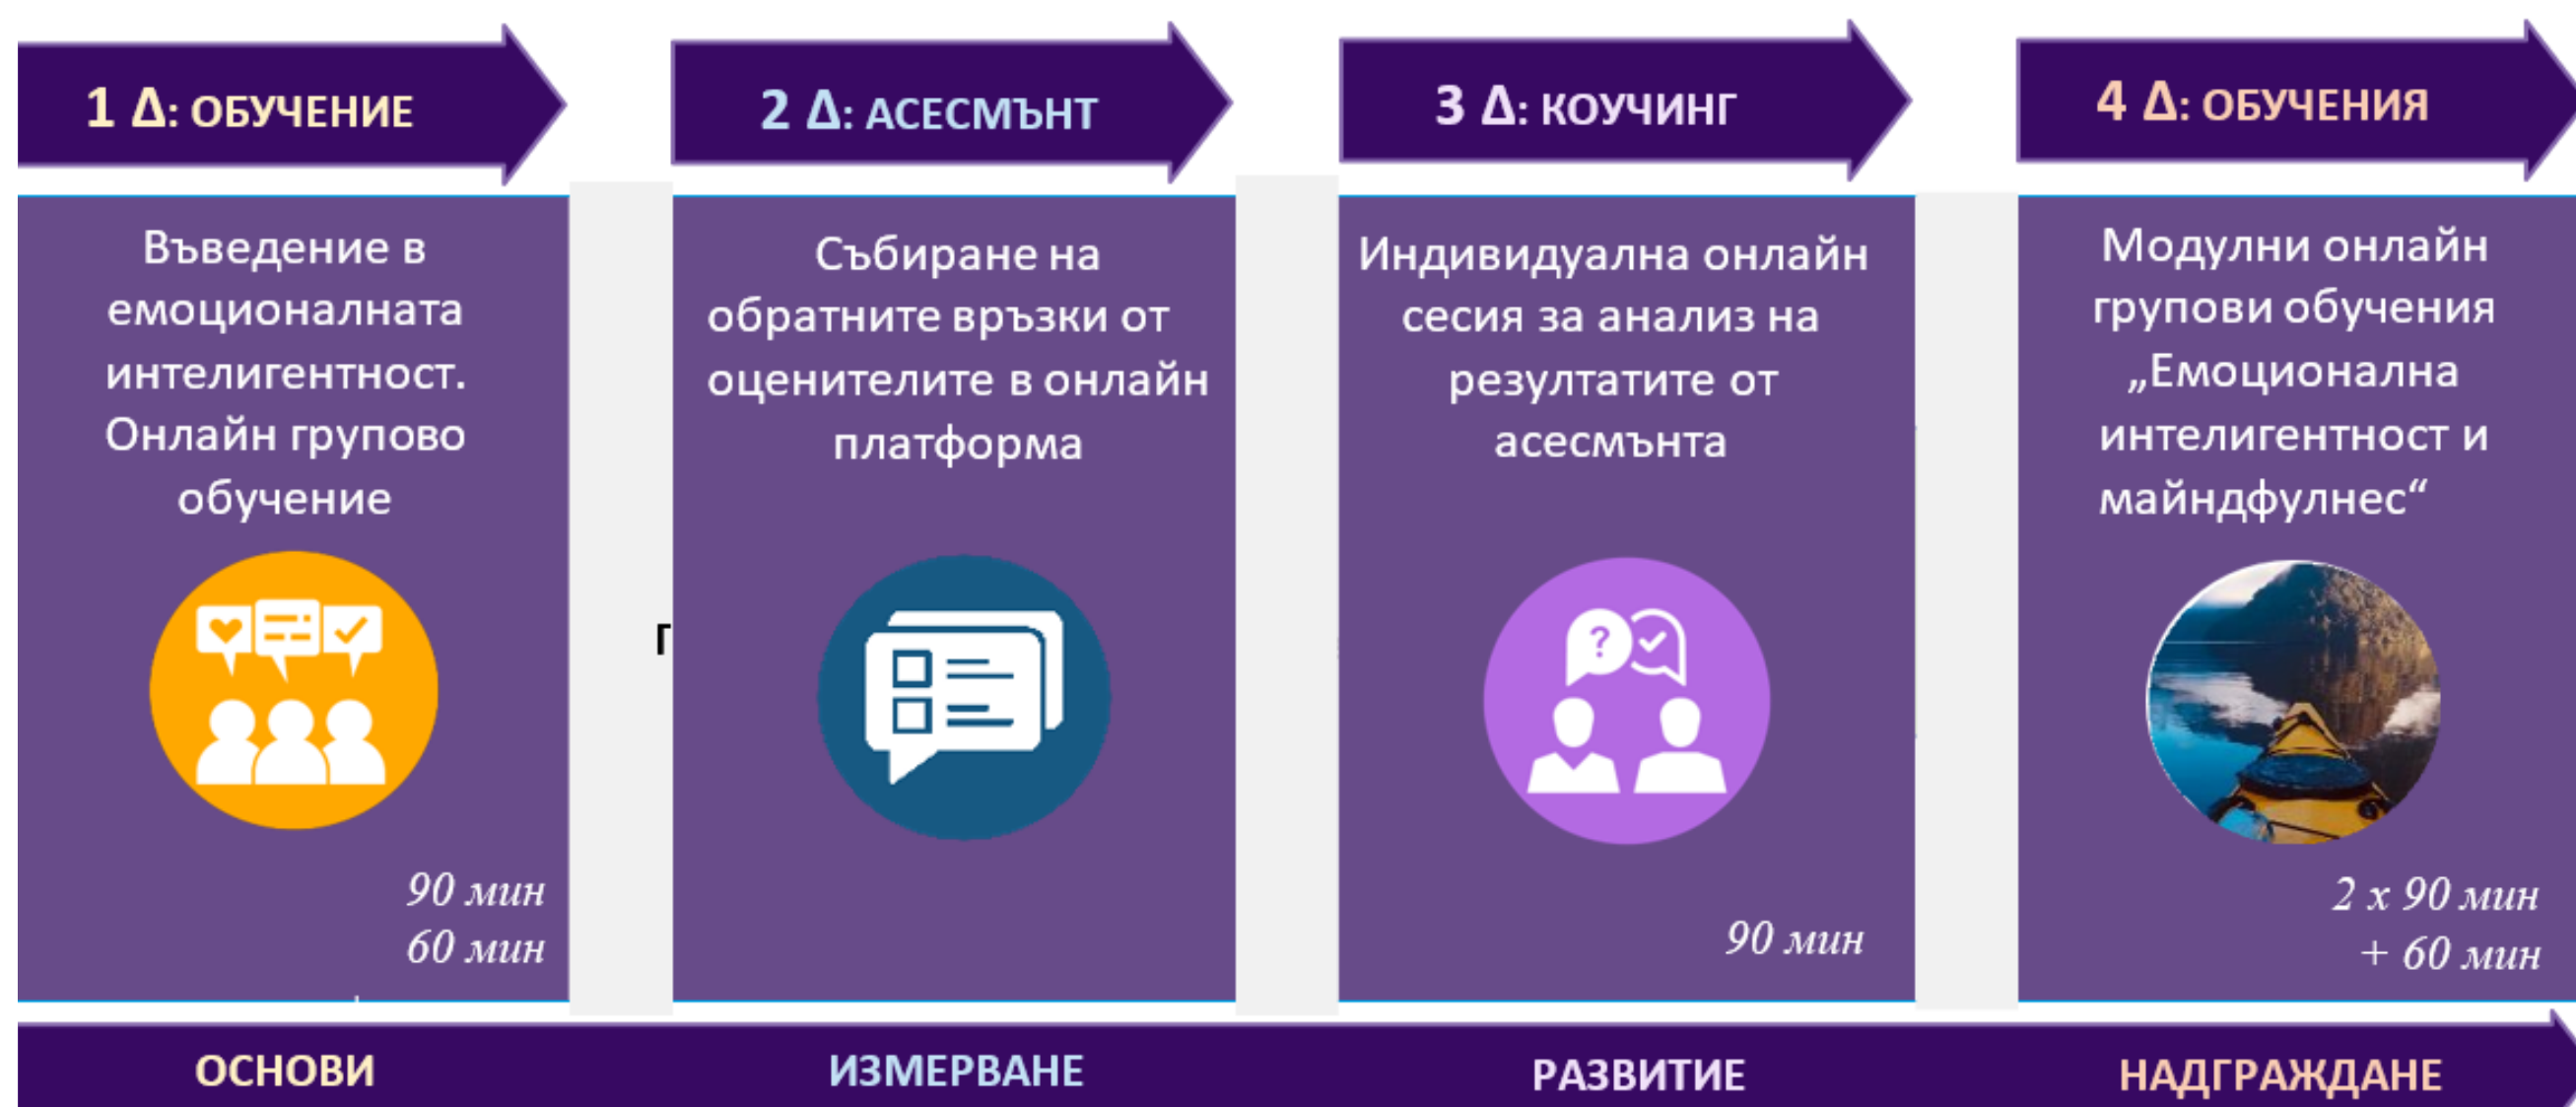 1 Δ: ОБУЧЕНИЕ
Въведение в
емоционалната
интелигентност.
Онлайн групово
обучение
90 мин
60 мин
2 Δ: АСЕСМЪНТ
Събиране на
обратните връзки от
оценителите в онлайн
платформа
3 Δ: КОУЧИНГ
Индивидуална онлайн
сесия за анализ на
резултатите от
асесмънта
?
90 мин
4 Δ: ОБУЧЕНИЯ
Модулни онлайн
групови обучения
„Емоционална
интелигентност и
майндфулнес“
2 x 90 мин
+ 60 мин
ОСНОВИ
ИЗМЕРВАНЕ
РАЗВИТИЕ
НАДГРАЖДАНЕ